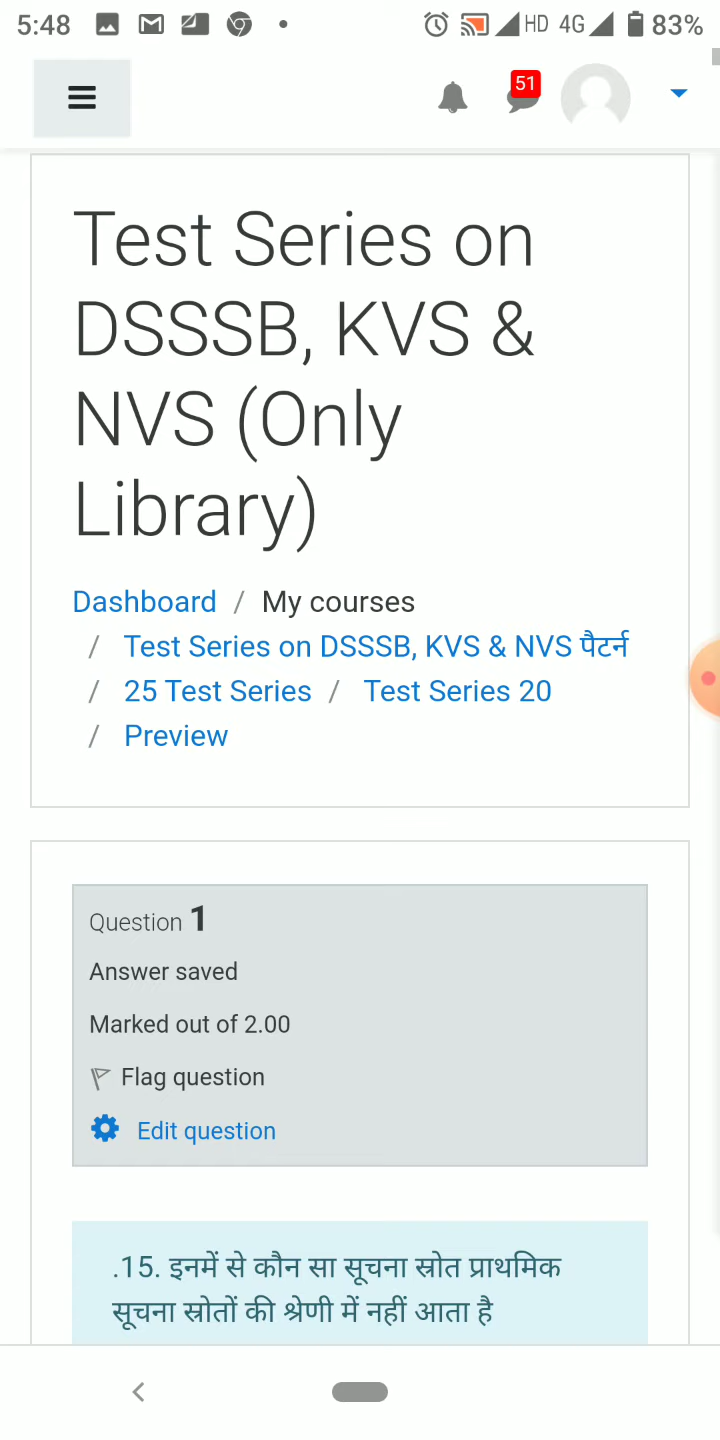 5:48 HD 4G 83%
51
Test Series on
DSSSB, KVS &
NVS (Only
Library)
Dashboard / My courses
/ Test Series on DSSSB, KVS & NVS पैटर्न
/ 25 Test Series / Test Series 20
/ Preview
Question 1
Answer saved
Marked out of 2.00
Flag question
Edit question
.15. इनमें से कौन सा सूचना स्रोत प्राथमिक
सूचना स्रोतों की श्रेणी में नहीं आता है